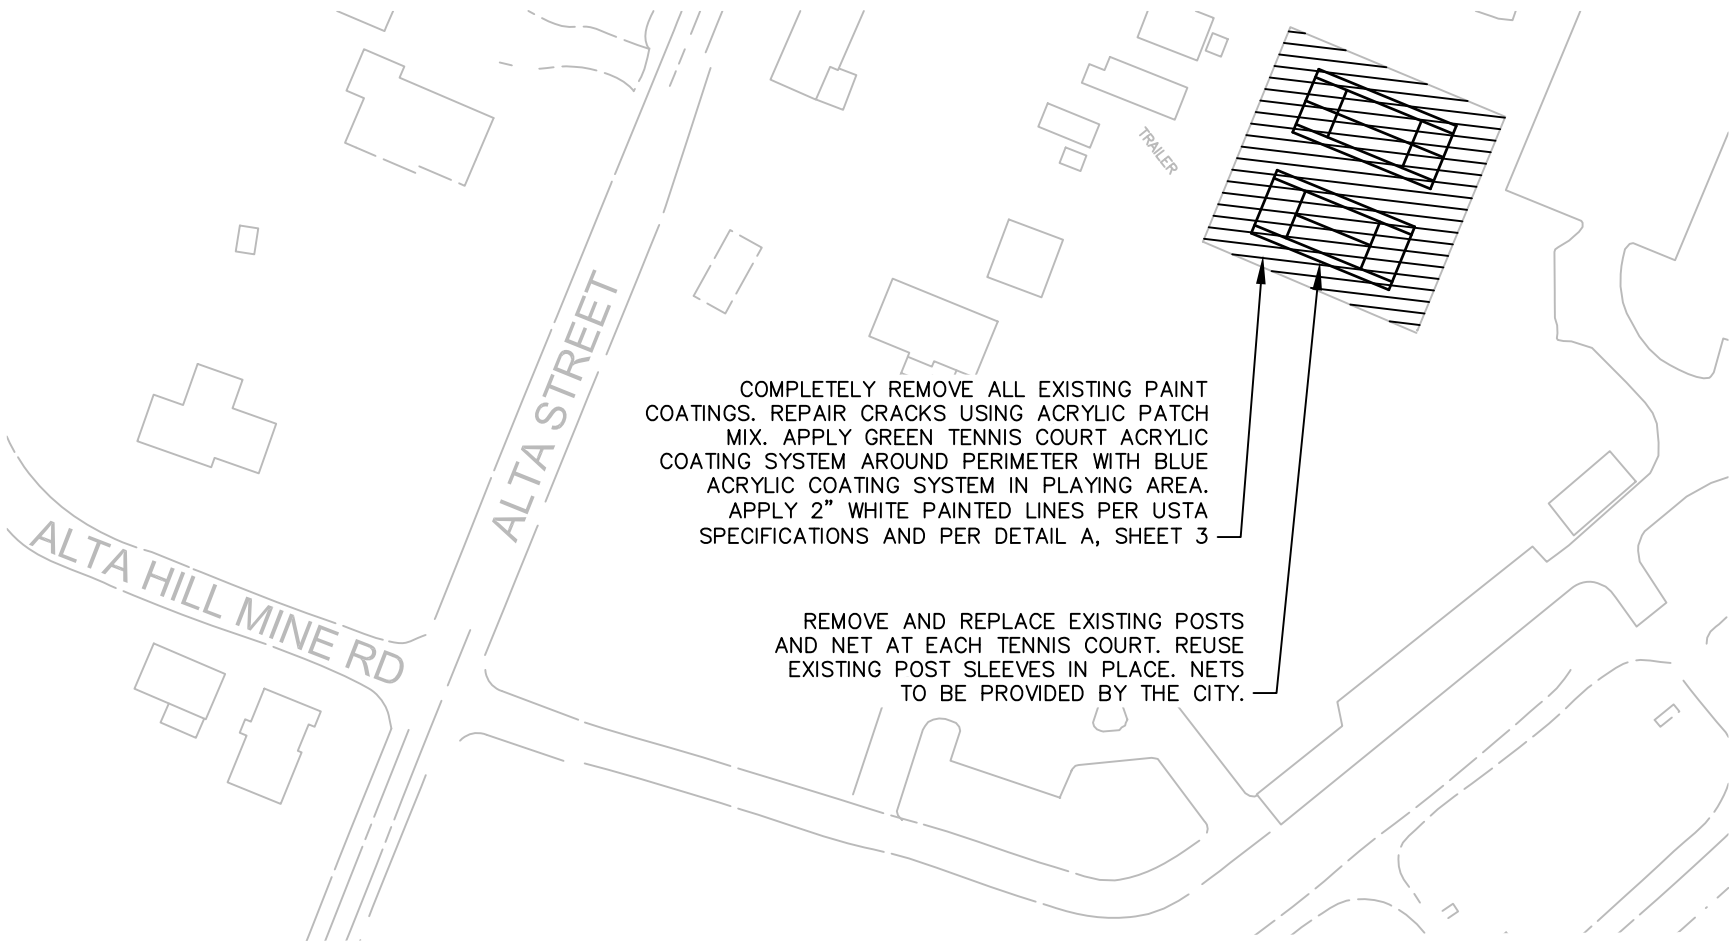 TRAILER
ALTA STREET
COMPLETELY REMOVE ALL EXISTING PAINT
COATINGS. REPAIR CRACKS USING ACRYLIC PATCH
MIX. APPLY GREEN TENNIS COURT ACRYLIC
COATING SYSTEM AROUND PERIMETER WITH BLUE
ACRYLIC COATING SYSTEM IN PLAYING AREA.
APPLY 2” WHITE PAINTED LINES PER USTA
SPECIFICATIONS AND PER DETAIL A, SHEET 3
ALTA HILL MINE RD
REMOVE AND REPLACE EXISTING POSTS
AND NET AT EACH TENNIS COURT. REUSE
EXISTING POST SLEEVES IN PLACE. NETS
TO BE PROVIDED BY THE CITY.